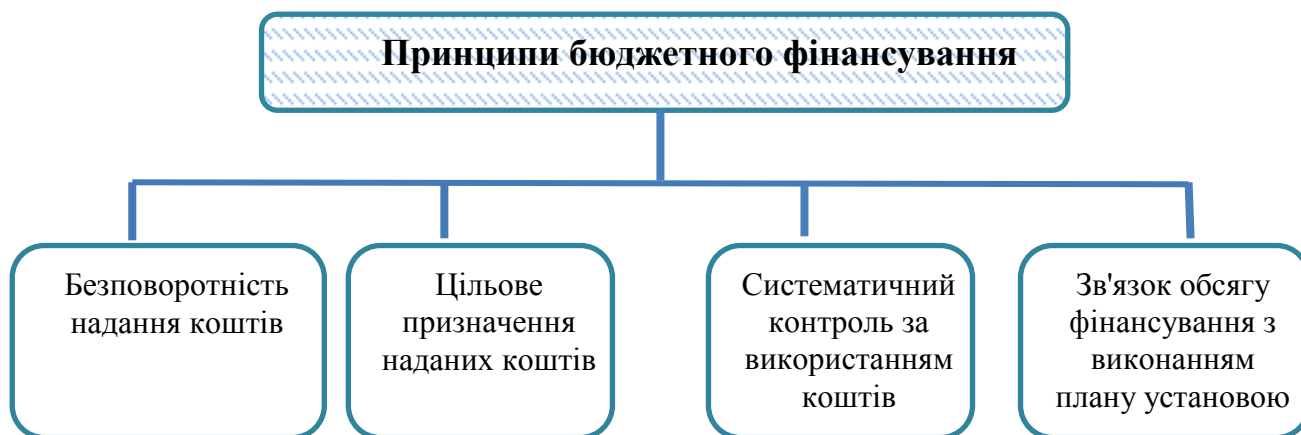 Принципи бюджетного фінансування
Безповоротність
надання коштів
Цільове
призначення
наданих коштів
Систематичний
контроль за
використанням
коштів
Зв'язок обсягу
фінансування з
виконанням
плану установою